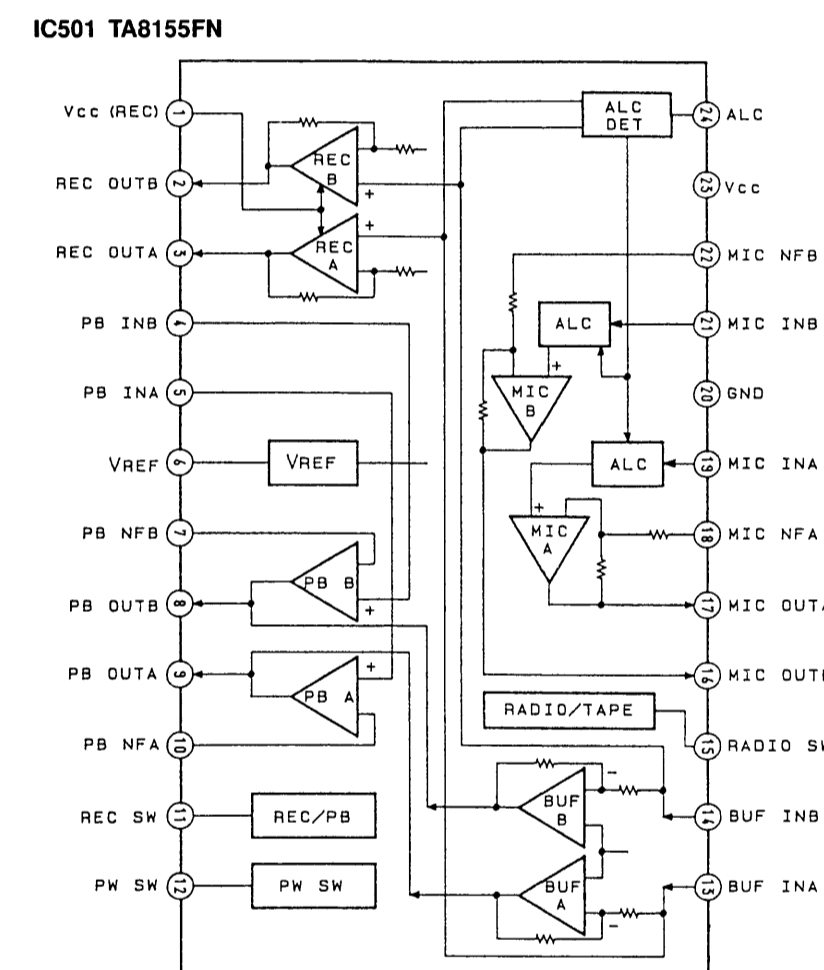 IC501 TA8155FN
Vcc (REC)
1
REC OUTB
2
REC OUTA
3
PB INB
4
PB INA
5
VREF
6
PB NFB
7
PB OUTB
8
PB OUTA
9
PB NFA
10
REC SW
11
PW SW
12
REC
B
+
+
REC
A
VREF
PB B
+
+
PB A
REC/PB
PW SW
ALC
DET
ALC
+
MIC
B
ALC
+
MIC
A
RADIO/TAPE
-
BUF
B
BUF
A
-
24
ALC
23
Vcc
22
MIC NFB
21
MIC INB
20
GND
19
MIC INA
18
MIC NFA
17
MIC OUTA
16
MIC OUT
15
RADIO SW
14
BUF INB
13
BUF INA